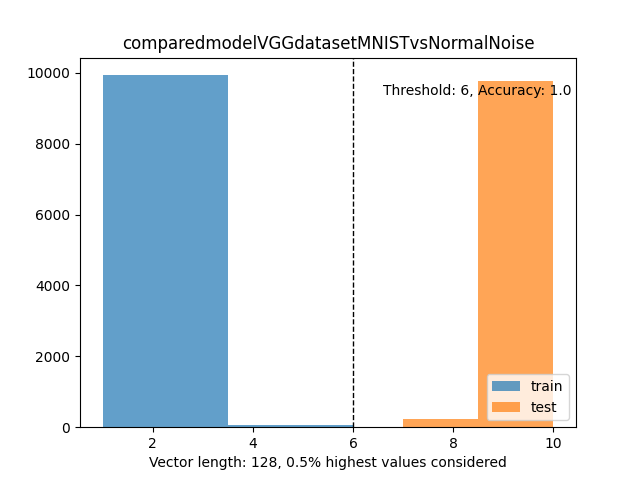 comparedmodelVGGdatasetMNISTvsNormalNoise
10000
8000
6000
4000
2000
0
Threshold: 6, Accuracy: 1.0
train
test
2 4 6 8 10
Vector length: 128, 0.5% highest values considered